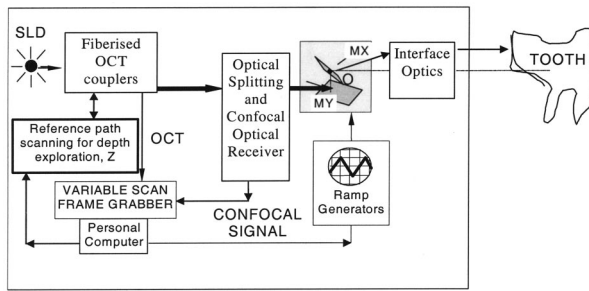 SLD
Fiberised
OCT
couplers
Optical
Splitting
and
Confocal
Optical
Receiver
MX
MY
Interface
Optics
TOOTH
Reference path
scanning for depth
exploration, Z
OCT
VARIABLE SCAN
FRAME GRABBER
Personal
Computer
CONFOCAL
SIGNAL
Ramp
Generators